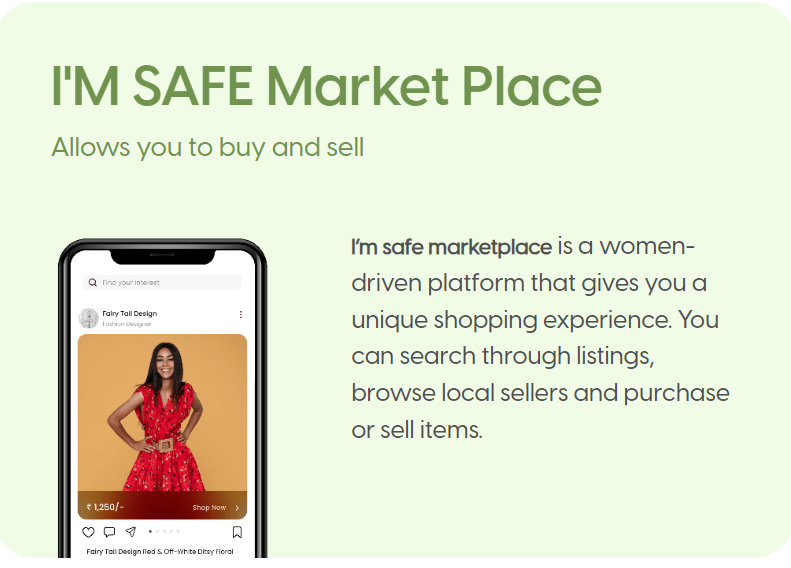 I'M SAFE Market Place
Allows you to buy and sell
I'm safe marketplace is a women-
driven platform that gives you a
unique shopping experience. You
can search through listings,
browse local sellers and purchase
or sell items.
Find your interest
Fairy Tail Design
Fashion Designer
₹ 1,250/-
Shop Now >
Fairy Tail Design Red & Off-White Ditsy Floral